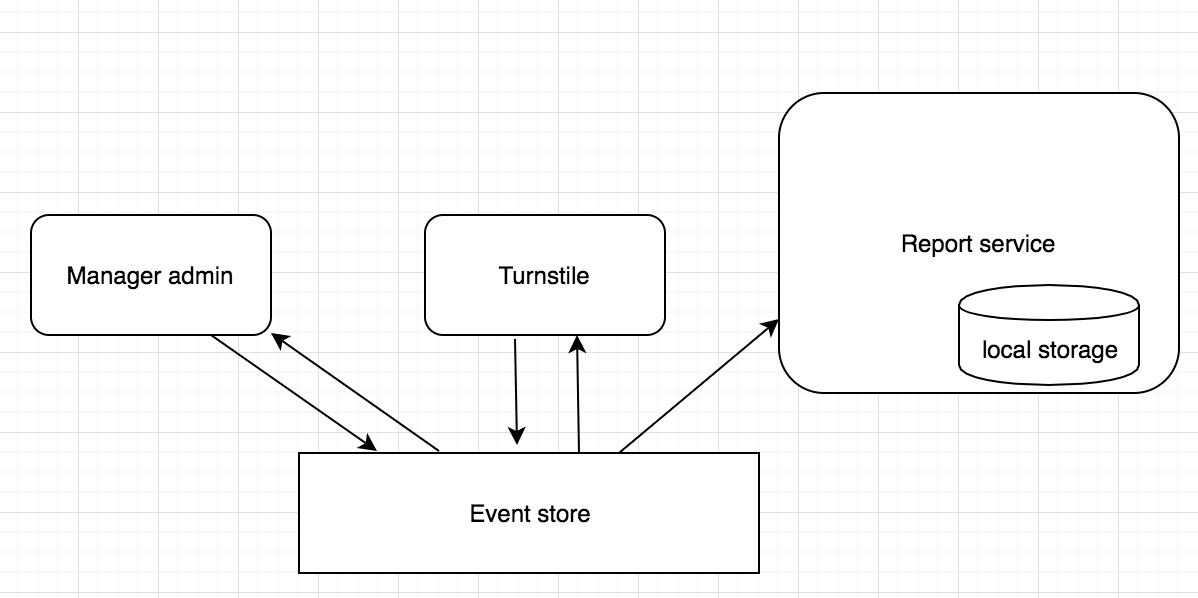 Report service
Manager admin
Turnstile
local storage
Event store